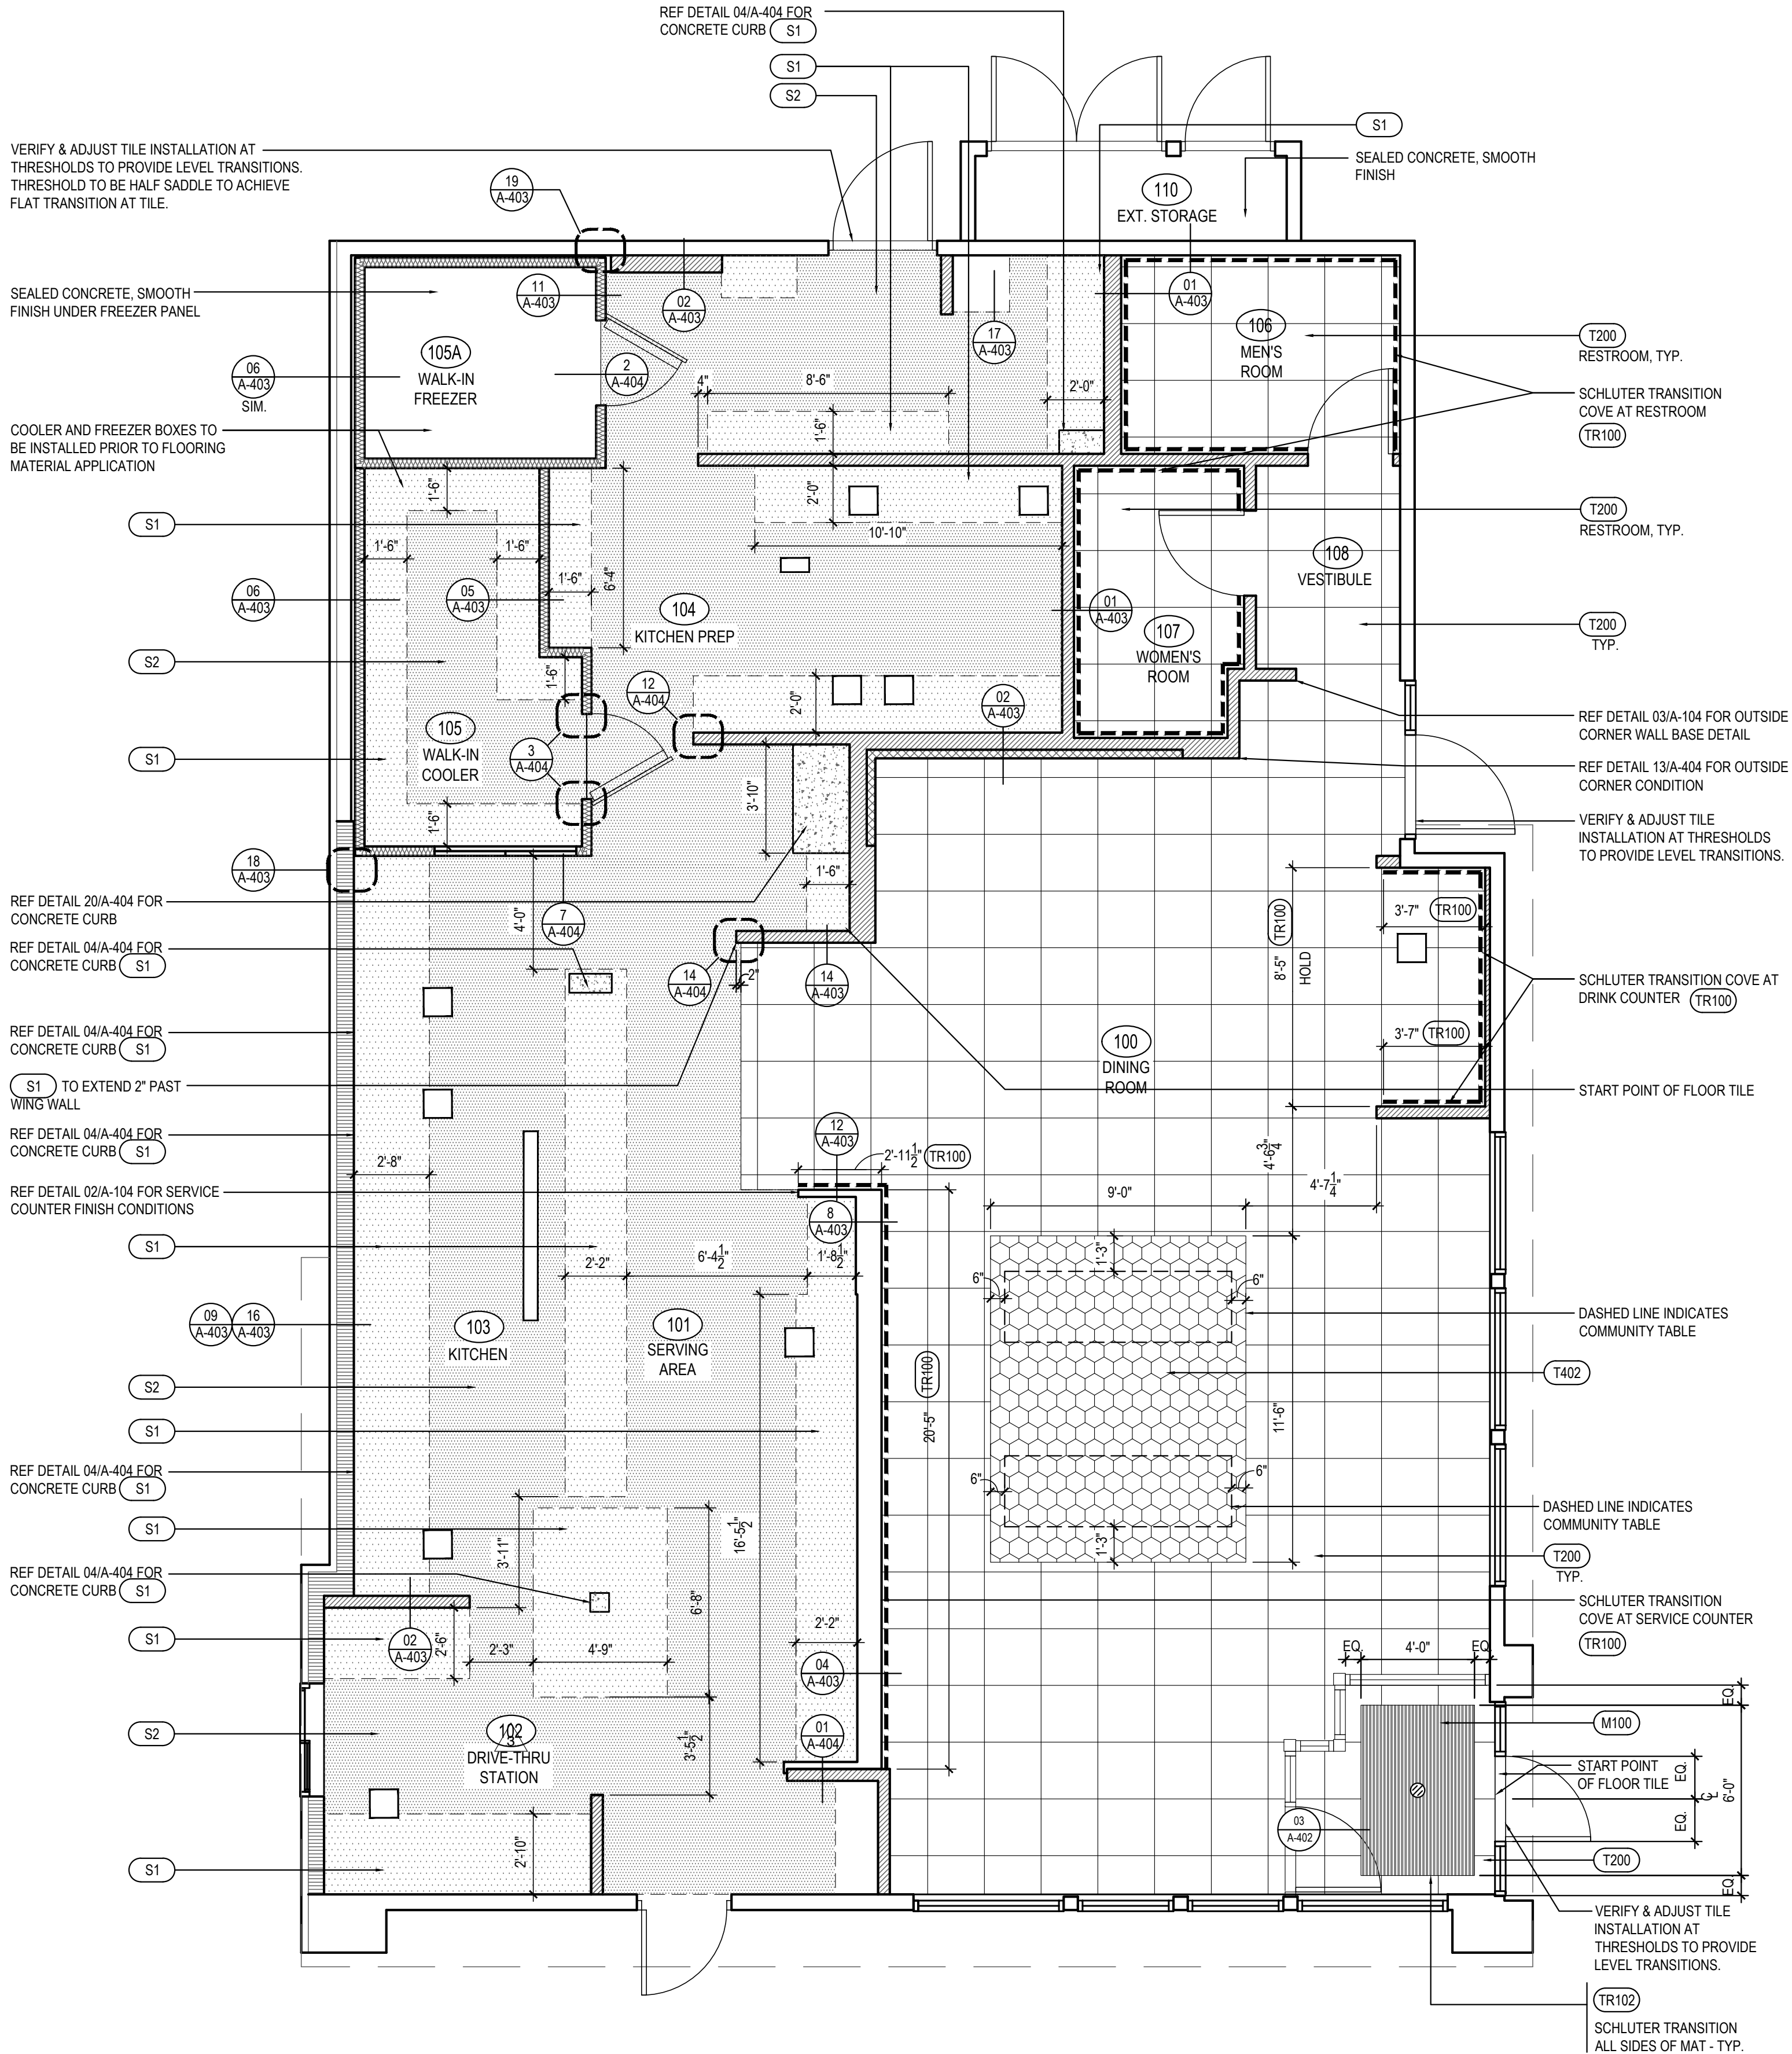 REF DETAIL 04/A-404 FOR
CONCRETE CURB S1
S1
S2
S1
SEALED CONCRETE, SMOOTH
FINISH
VERIFY & ADJUST TILE INSTALLATION AT
THRESHOLDS TO PROVIDE LEVEL TRANSITIONS.
THRESHOLD TO BE HALF SADDLE TO ACHIEVE
FLAT TRANSITION AT TILE.
19
A-403
110
EXT. STORAGE
SEALED CONCRETE, SMOOTH
FINISH UNDER FREEZER PANEL
11
A-403
02
A-403
17
A-403
01
A-403
106
MEN'S
ROOM
T200
RESTROOM, TYP.
105A
WALK-IN
FREEZER
06
A-403
SIM.
2
A-404
4"
8'-6"
2'-0"
1'-6"
SCHLUTER TRANSITION
COVE AT RESTROOM
TR100
COOLER AND FREEZER BOXES TO
BE INSTALLED PRIOR TO FLOORING
MATERIAL APPLICATION
1'-6"
2'-0"
10'-10"
S1
1'-6"
1'-6"
1'-6"
6'-4"
T200
RESTROOM, TYP.
108
VESTIBULE
06
A-403
05
A-403
104
KITCHEN PREP
01
A-403
107
WOMEN'S
ROOM
T200
TYP.
S2
1'-6"
12
A-404
2'-0"
02
A-403
REF DETAIL 03/A-104 FOR OUTSIDE
CORNER WALL BASE DETAIL
105
WALK-IN
COOLER
3
A-404
S1
REF DETAIL 13/A-404 FOR OUTSIDE
CORNER CONDITION
1'-6"
3'-10"
VERIFY & ADJUST TILE
INSTALLATION AT THRESHOLDS
TO PROVIDE LEVEL TRANSITIONS.
18
A-403
1'-6"
REF DETAIL 20/A-404 FOR
CONCRETE CURB
4'-0"
7
A-404
TR100
8'-5"
HOLD
3'-7" TR100
REF DETAIL 04/A-404 FOR
CONCRETE CURB S1
14
A-404
2"
14
A-403
SCHLUTER TRANSITION COVE AT
DRINK COUNTER TR100
REF DETAIL 04/A-404 FOR
CONCRETE CURB S1
100
DINING
ROOM
3'-7" TR100
S1 TO EXTEND 2" PAST
WING WALL
START POINT OF FLOOR TILE
REF DETAIL 04/A-404 FOR
CONCRETE CURB S1
12
A-403
2'-11 1/2" TR100
4'-6 3/4"
2'-8"
REF DETAIL 02/A-104 FOR SERVICE
COUNTER FINISH CONDITIONS
9'-0"
4'-7 1/4"
8
A-403
S1
2'-2"
6'-4 1/2"
1'-8 1/2"
1'-3"
6"
6"
09
A-403
16
A-403
103
KITCHEN
101
SERVING
AREA
DASHED LINE INDICATES
COMMUNITY TABLE
S2
TR100
20'-5"
T402
11'-6"
S1
REF DETAIL 04/A-404 FOR
CONCRETE CURB S1
6"
6"
DASHED LINE INDICATES
COMMUNITY TABLE
S1
3'-11"
16'-5 1/2"
1'-3"
T200
TYP.
REF DETAIL 04/A-404 FOR
CONCRETE CURB S1
6'-8"
SCHLUTER TRANSITION
COVE AT SERVICE COUNTER
TR100
S1
02
A-403
2'-6"
2'-3"
4'-9"
2'-2"
04
A-403
EQ.
4'-0"
EQ.
EQ.
S2
102
3
DRIVE-THRU
STATION
3'-5 1/2"
01
A-404
M100
START POINT
OF FLOOR TILE
EQ.
CL
6'-0"
EQ.
03
A-402
2'-10"
S1
T200
EQ.
VERIFY & ADJUST TILE
INSTALLATION AT
THRESHOLDS TO PROVIDE
LEVEL TRANSITIONS.
TR102
SCHLUTER TRANSITION
ALL SIDES OF MAT - TYP.